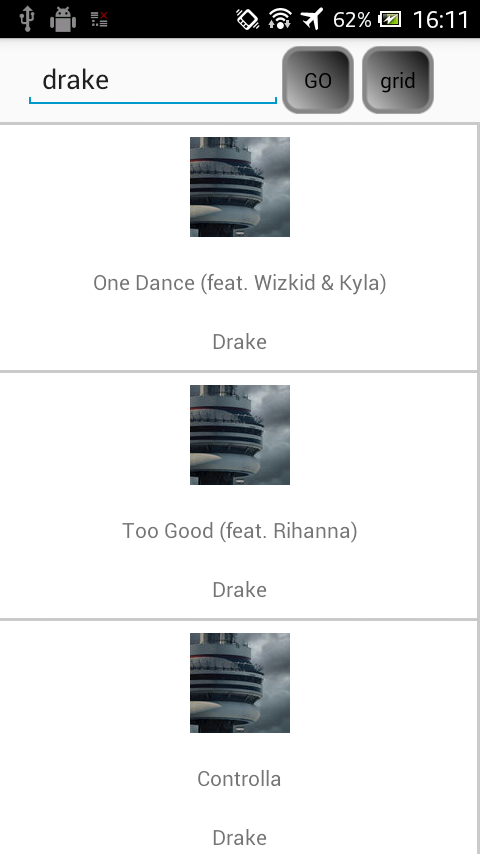 62% 16:11
drake GO grid
One Dance (feat. Wizkid & Kyla)
Drake
Too Good (feat. Rihanna)
Drake
Controlla
Drake